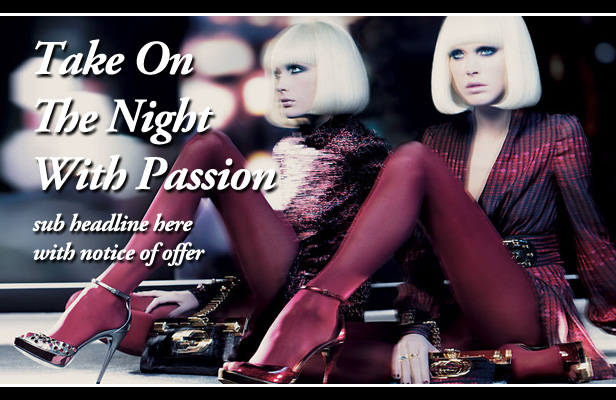 Take On
The Night
With Passion
sub headline here
with notice of offer